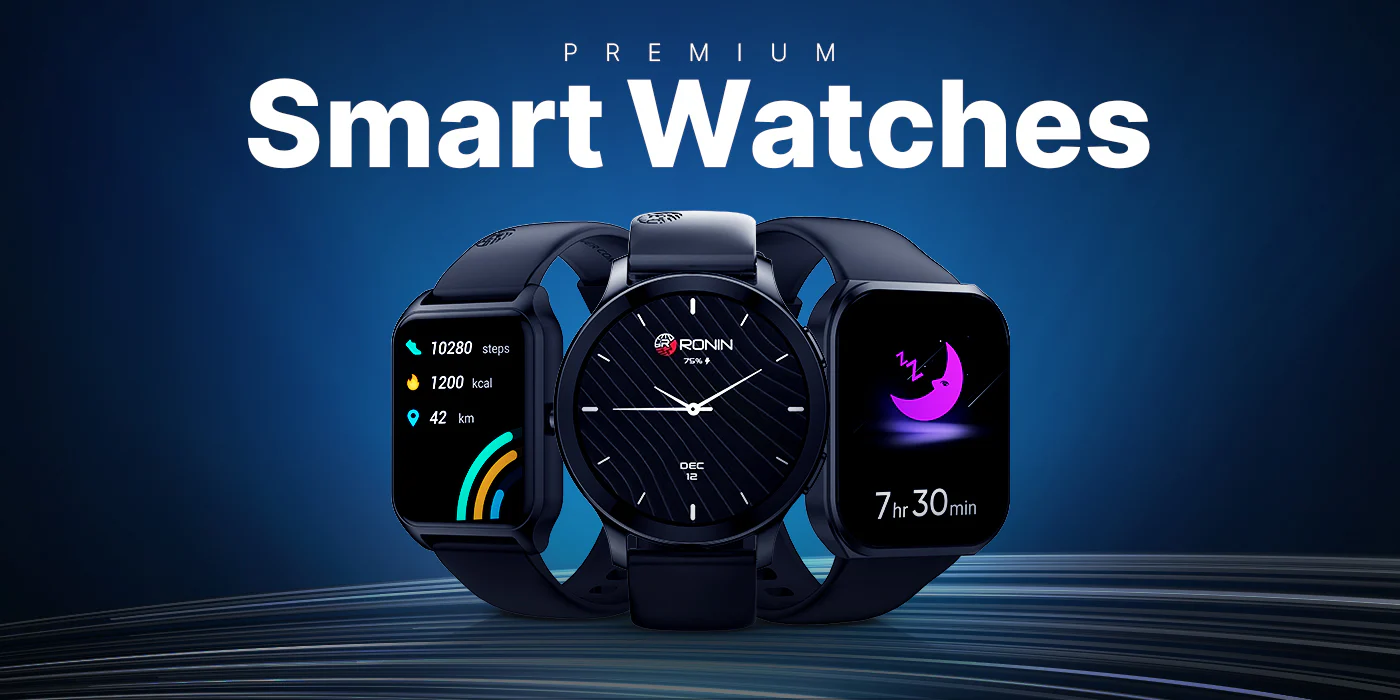 PREMIUM
Smart Watches
10280 steps
1200 kcal
42 km
RONIN
75%
DEC
12
7hr 30min